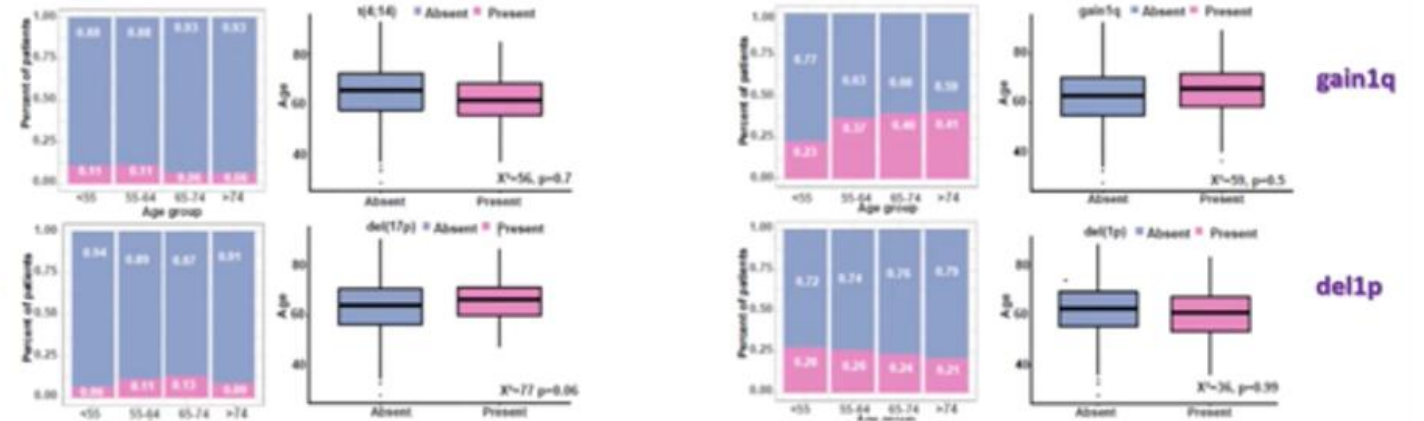 t(4;14) Absent Present
Percent of patients
1.00
0.75
0.50
0.25
0.00
0.88 0.88 0.93 0.93
0.11 0.11
<55 55-64 65-74 >74
Age group
Age
80
60
40
X²=56, p=0.7
Absent Present
del(17p) Absent Present
Percent of patients
1.00
0.75
0.50
0.25
0.00
0.94 0.89 0.87 0.91
0.11 0.13
<55 55-64 65-74 >74
Age
80
60
40
X²=77 p=0.06
Absent Present
gain1q Absent Present
Percent of patients
1.00
0.75
0.50
0.25
0.00
0.77 0.63 0.59
0.23 0.37 0.40 0.41
<55 55-64 65-74 >74
Age group
Age
80
60
40
X²=59, p=0.5
Absent Present
gain1q
del(1p) Absent Present
Percent of patients
1.00
0.75
0.50
0.25
0.00
0.72 0.74 0.76 0.79
0.26 0.24 0.21
<55 55-64 65-74 >74
Age group
Age
80
60
40
X²=36, p=0.99
Absent Present
del1p